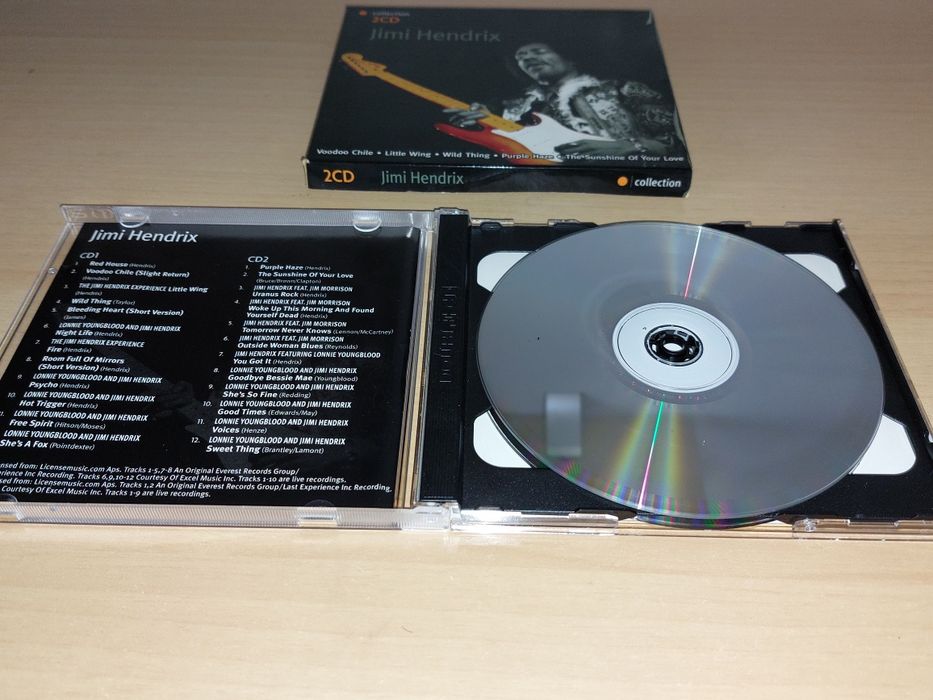 collection
2CD
Jimi Hendrix
Voodoo Chile • Little Wing • Wild Thing • Purple Haze • The Sunshine Of Your Love
2CD Jimi Hendrix collection
Jimi Hendrix
CD1
1. Red House (Hendrix)
2. Voodoo Chile (Slight Return)
(Hendrix)
3. THE JIMI HENDRIX EXPERIENCE Little Wing
(Hendrix)
4. Wild Thing (Taylor)
5. Bleeding Heart (Short Version)
(James)
6. LONNIE YOUNGBLOOD AND JIMI HENDRIX
Night Life (Hendrix)
7. THE JIMI HENDRIX EXPERIENCE
Fire (Hendrix)
8. Room Full Of Mirrors
(Short Version) (Hendrix)
9. LONNIE YOUNGBLOOD AND JIMI HENDRIX
Psycho (Hendrix)
10. LONNIE YOUNGBLOOD AND JIMI HENDRIX
Hot Trigger (Hendrix)
LONNIE YOUNGBLOOD AND JIMI HENDRIX
Free Spirit (Hitson/Moses)
LONNIE YOUNGBLOOD AND JIMI HENDRIX
She's A Fox (Pointdexter)
CD2
1. Purple Haze (Hendrix)
2. The Sunshine Of Your Love
(Bruce/Brown/Clapton)
3. JIMI HENDRIX FEAT. JIM MORRISON
Uranus Rock (Hendrix)
4. JIMI HENDRIX FEAT. JIM MORRISON
Woke Up This Morning And Found
Yourself Dead (Hendrix)
5. JIMI HENDRIX FEAT. JIM MORRISON
Tomorrow Never Knows (Lennon/McCartney)
6. JIMI HENDRIX FEAT. JIM MORRISON
Outside Woman Blues (Reynolds)
7. JIMI HENDRIX FEATURING LONNIE YOUNGBLOOD
You Got It (Hendrix)
8. LONNIE YOUNGBLOOD AND JIMI HENDRIX
Goodbye Bessie Mae (Youngblood)
9. LONNIE YOUNGBLOOD AND JIMI HENDRIX
She's So Fine (Redding)
10. LONNIE YOUNGBLOOD AND JIMI HENDRIX
Good Times (Edwards/May)
11. LONNIE YOUNGBLOOD AND JIMI HENDRIX
Voices (Henze)
12. LONNIE YOUNGBLOOD AND JIMI HENDRIX
Sweet Thing (Brantley/Lamont)
ensed from: Licensemusic.com Aps. Tracks 1-5,7-8 An Original Everest Records Group/
erience Inc Recording. Tracks 6,9,10-12 Courtesy Of Excel Music Inc. Tracks 1-10 are live recordings.
sed from: Licensemusic.com Aps. Tracks 1,2 An Original Everest Records Group/Last Experience Inc Recording.
Courtesy Of Excel Music Inc. Tracks 1-9 are live recordings.